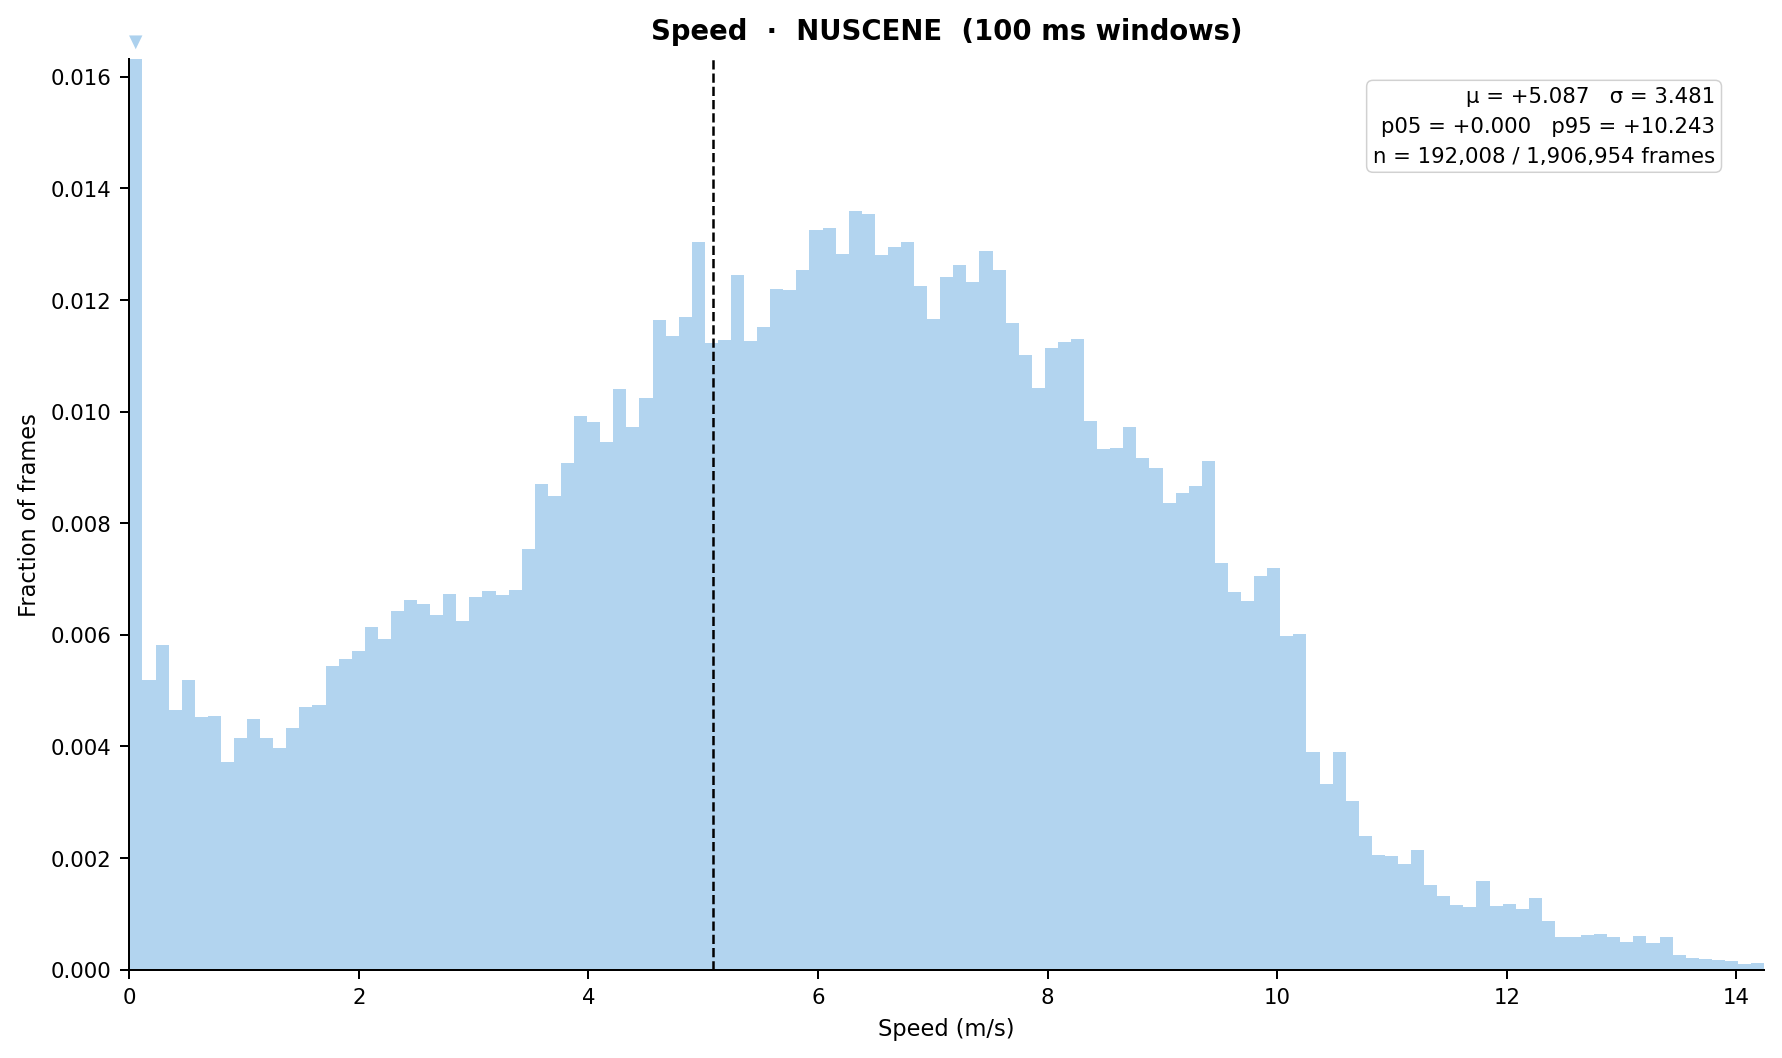 Speed · NUSCENE (100 ms windows)
μ = +5.087 σ = 3.481
p05 = +0.000 p95 = +10.243
n = 192,008 / 1,906,954 frames
Fraction of frames
0.016
0.014
0.012
0.010
0.008
0.006
0.004
0.002
0.000
0 2 4 6 8 10 12 14
Speed (m/s)